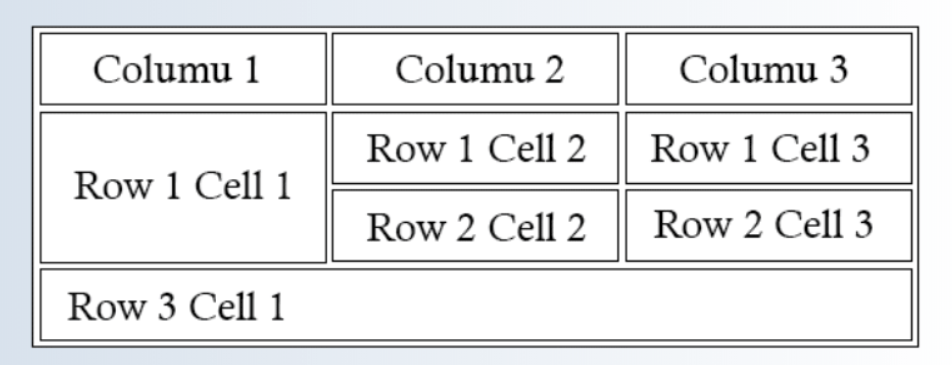 Columu 1 Columu 2 Columu 3
Row 1 Cell 1 Row 1 Cell 2 Row 1 Cell 3
Row 2 Cell 2 Row 2 Cell 3
Row 3 Cell 1